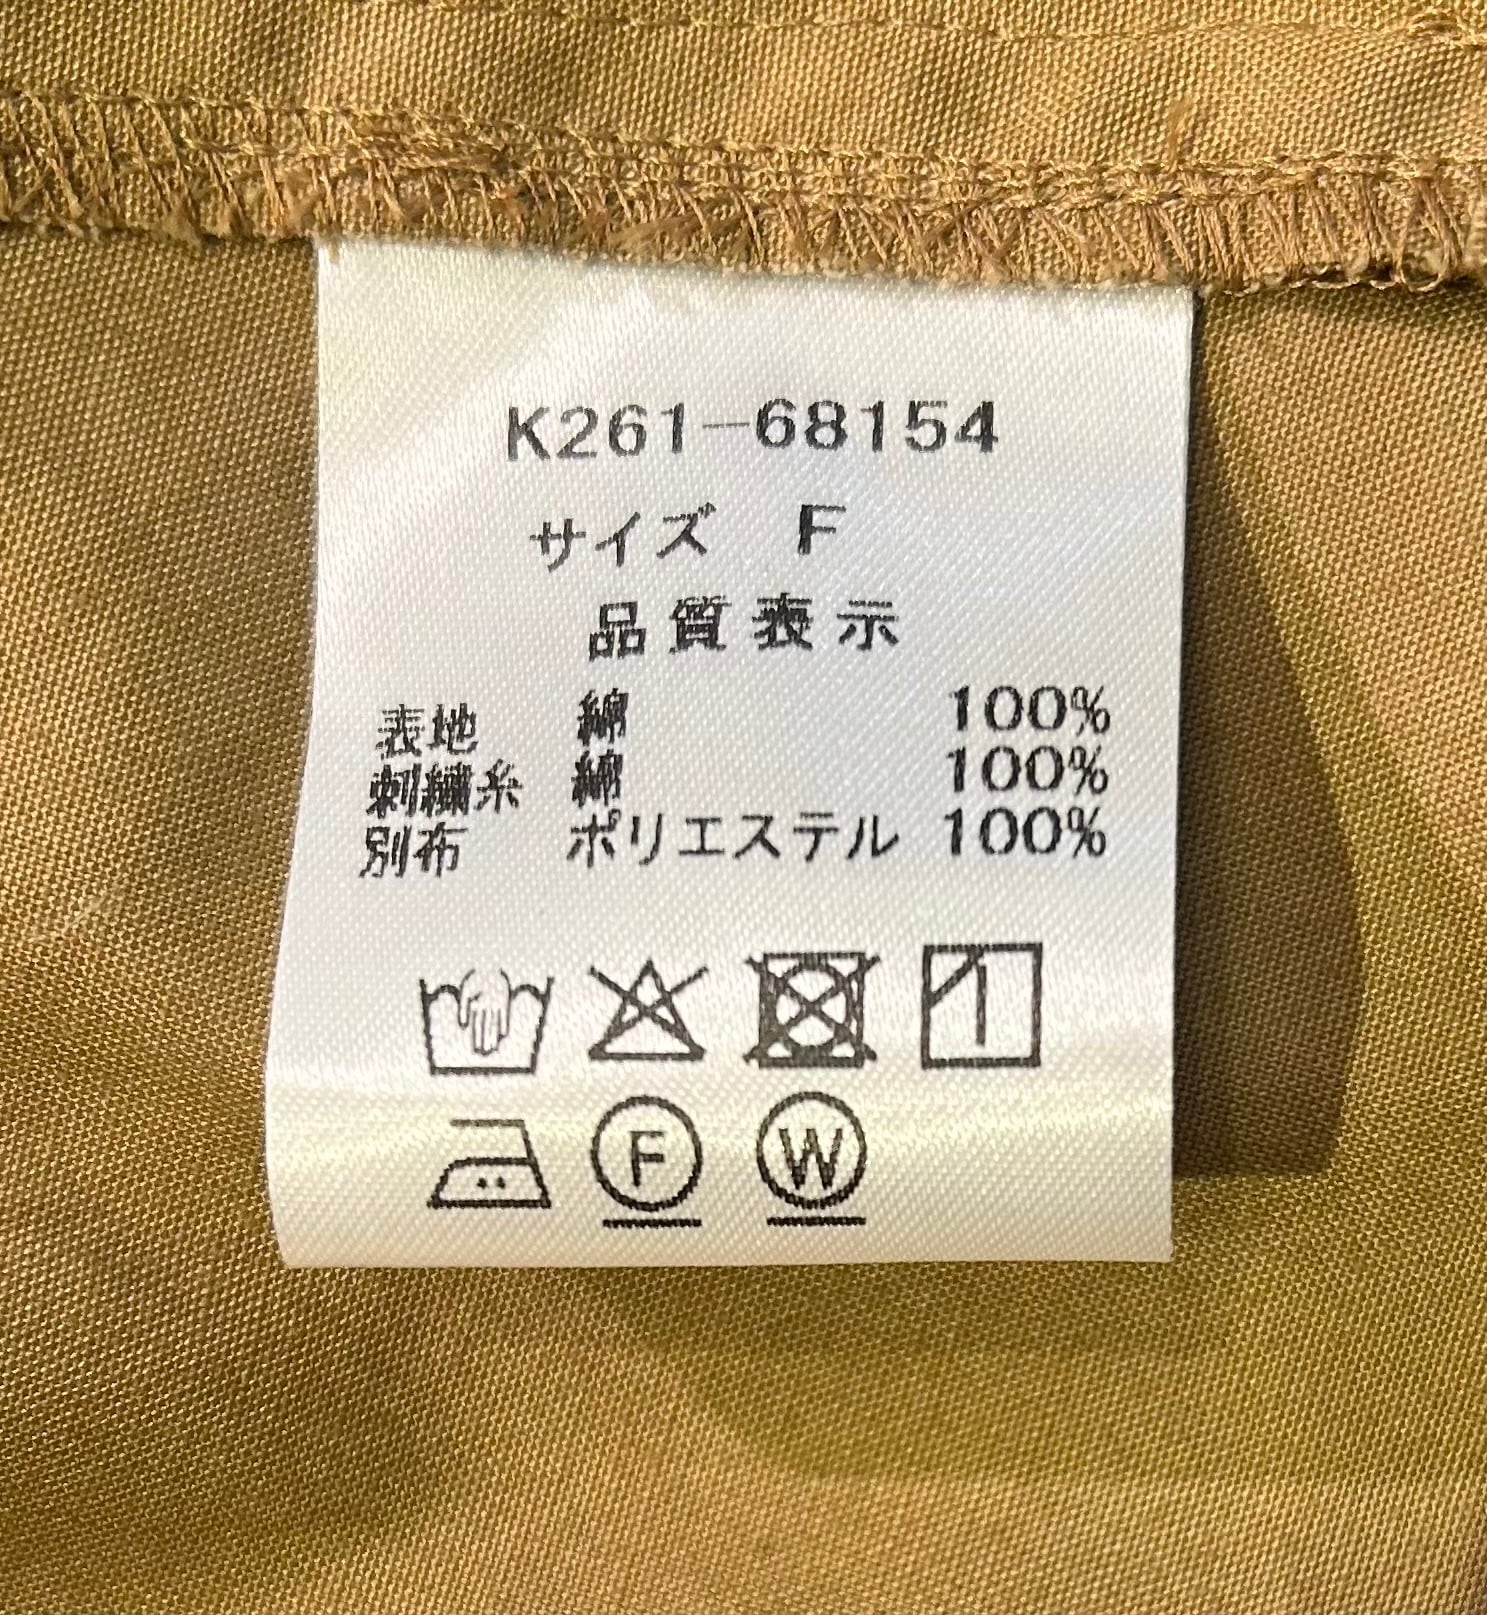 K261-68154
サイズ F
品質表示
表地 綿 100%
刺繍糸 綿 100%
別布 ポリエステル 100%
F W